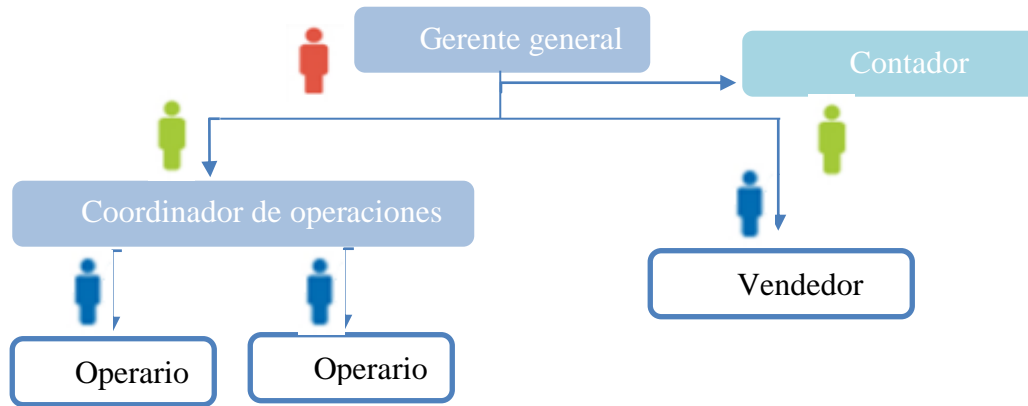 Gerente general
Contador
Coordinador de operaciones
Vendedor
Operario
Operario